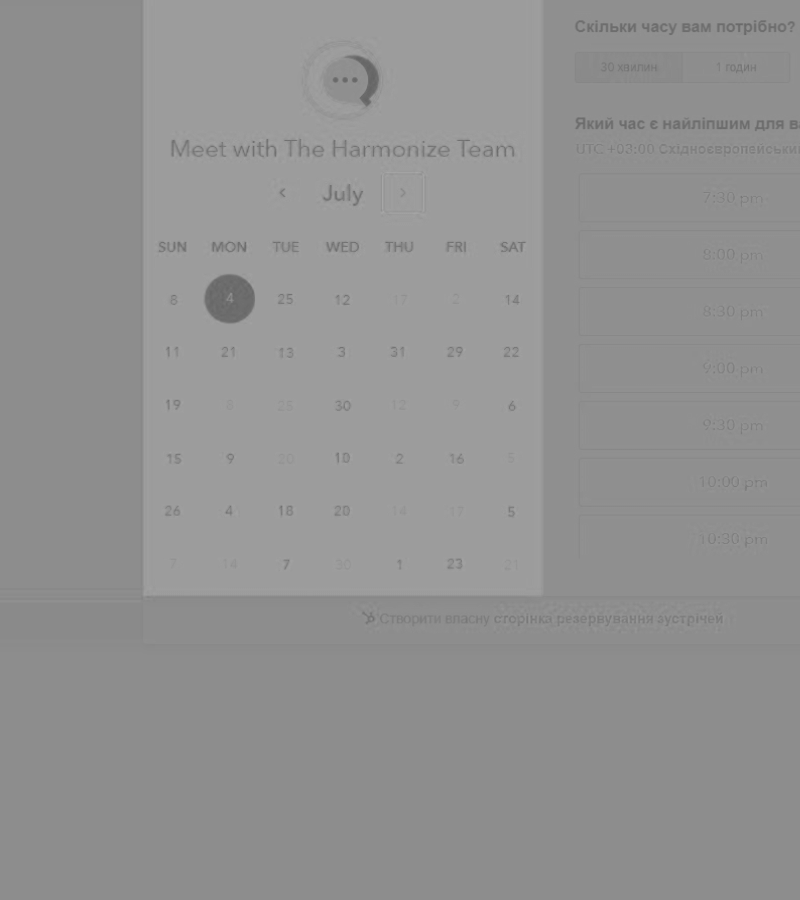 Meet with The Harmonize Team
July
SUN MON TUE WED THU FRI SAT
6 4 25 12 17 2 14
11 21 13 3 31 29 22
19 8 25 30 12 9 6
15 9 20 10 2 16 5
26 4 18 20 14 17 5
7 14 7 30 1 23 21
Скільки часу вам потрібно?
30 хвилин 1 годин
Який час є найліпшим для
UTC +03:00 Східноєвропейський
7:30 pm
8:00 pm
8:30 pm
9:00 pm
9:30 pm
10:00 pm
10:30 pm
Створити власну сторінка резервування зустрічей